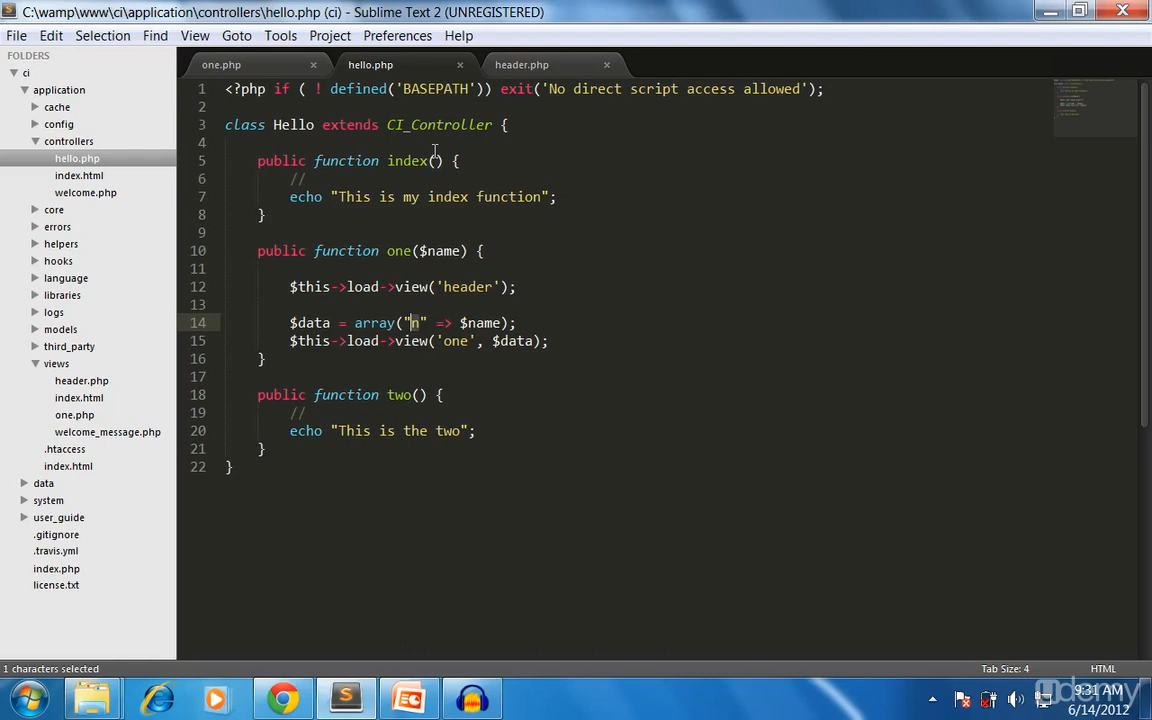 C:\wamp\www\ci\application\controllers\hello.php (ci) - Sublime Text 2 (UNREGISTERED)
File Edit Selection Find View Goto Tools Project Preferences Help
FOLDERS
ci
application
cache
config
controllers
hello.php
index.html
welcome.php
core
errors
helpers
hooks
language
libraries
logs
models
third_party
views
header.php
index.html
one.php
welcome_message.php
.htaccess
index.html
data
system
user_guide
.gitignore
.travis.yml
index.php
license.txt
one.php hello.php header.php
1 <?php if ( ! defined('BASEPATH')) exit('No direct script access allowed');
2
3 class Hello extends CI_Controller {
4
5 public function index() {
6 //
7 echo "This is my index function";
8 }
9
10 public function one($name) {
11
12 $this->load->view('header');
13
14 $data = array("n" => $name);
15 $this->load->view('one', $data);
16 }
17
18 public function two() {
19 //
20 echo "This is the two";
21 }
22 }
1 characters selected Tab Size: 4 HTML
udemy
9:31 AM
6/14/2012